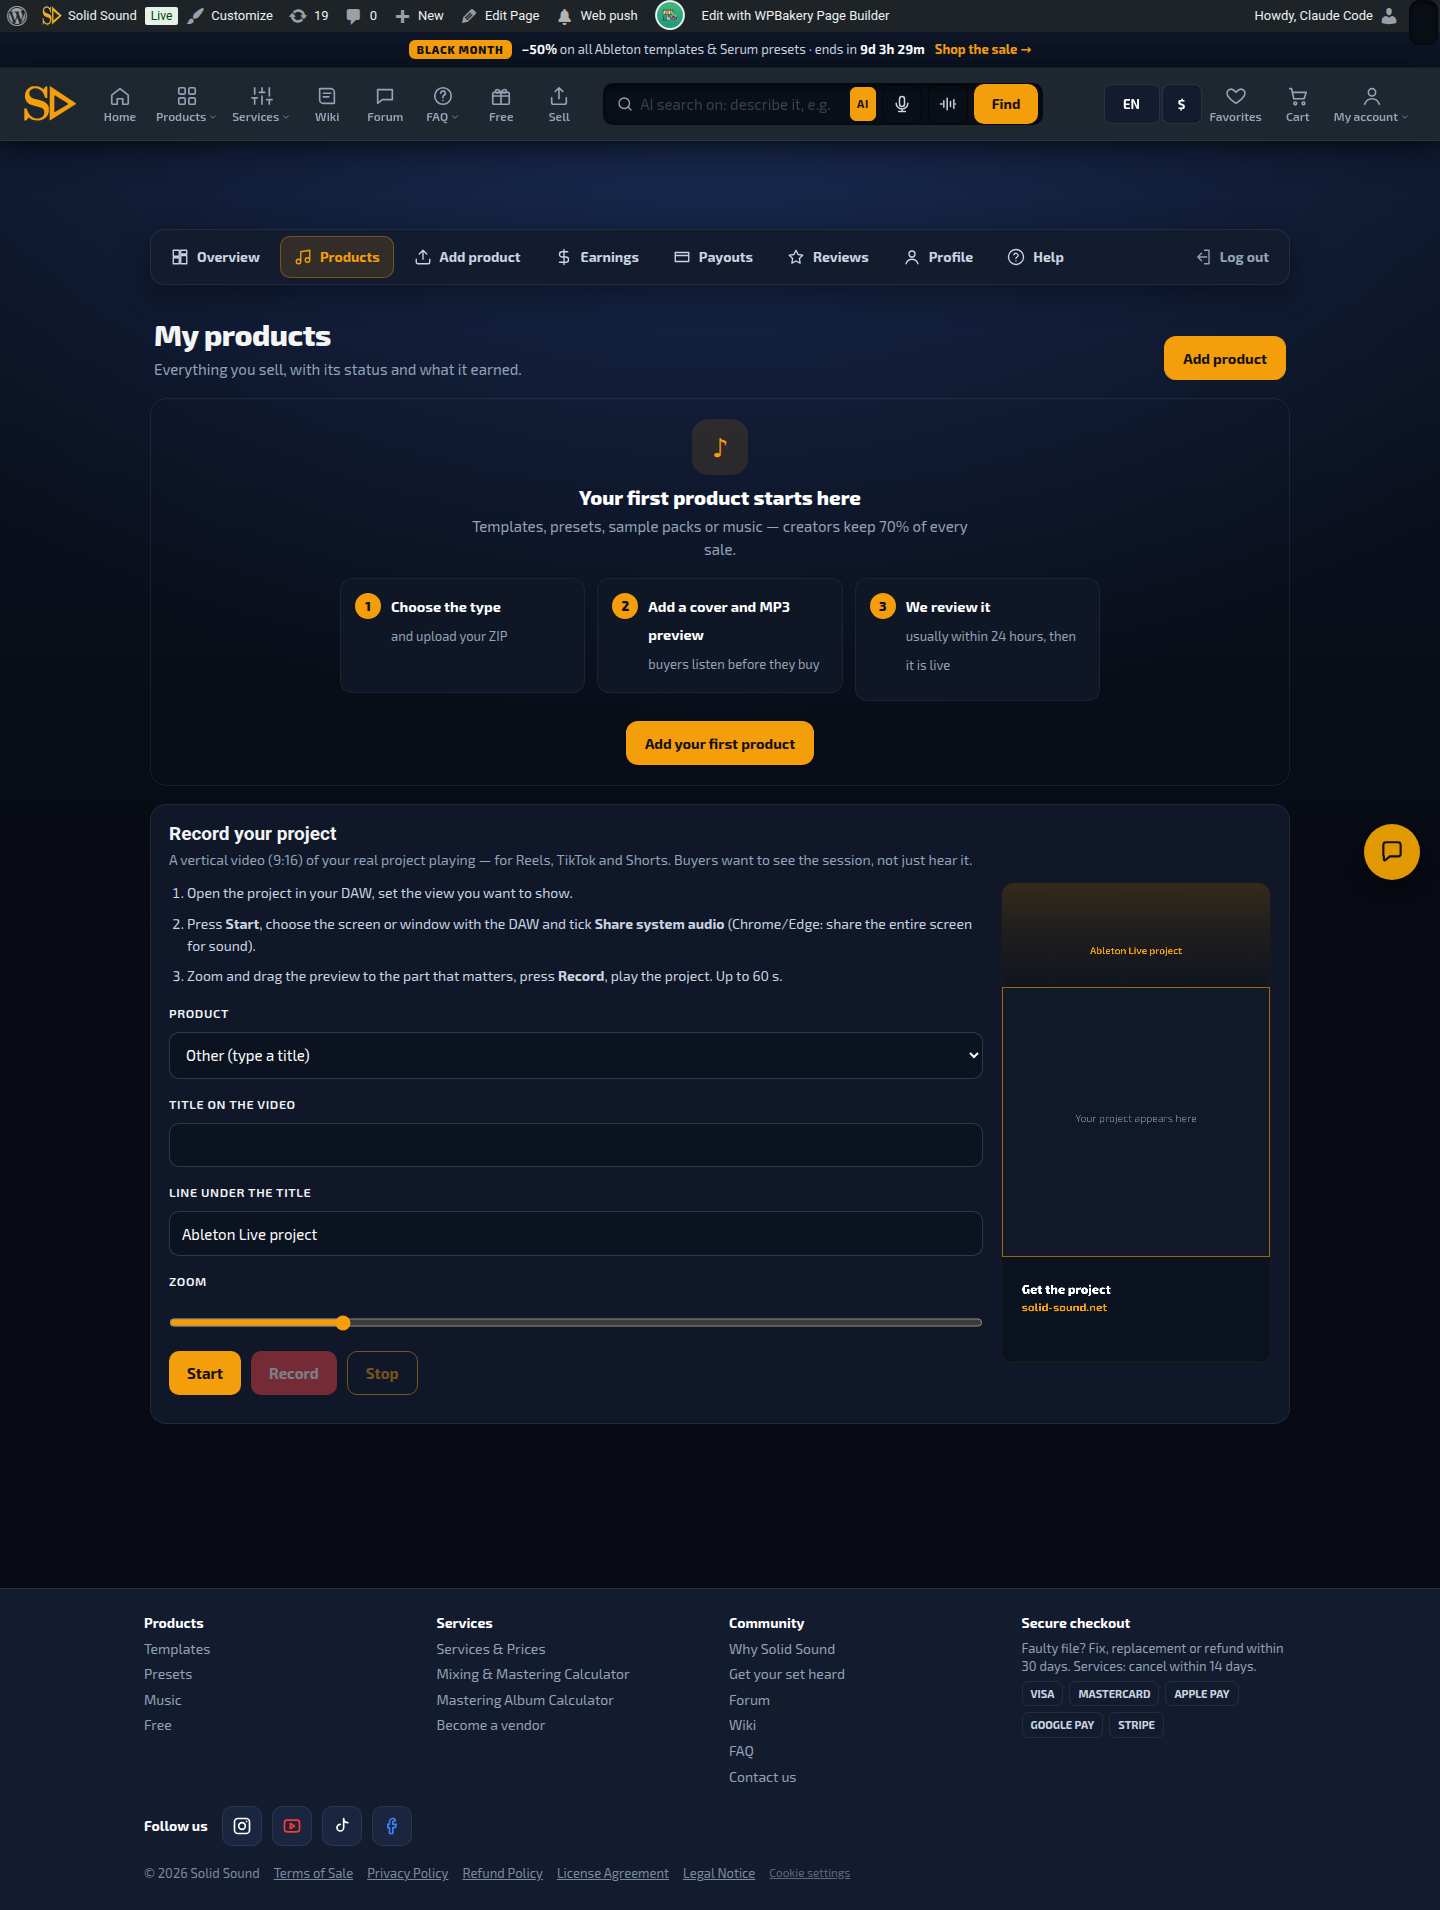 Solid Sound Live Customize 19 0 New Edit Page Web push Edit with WPBakery Page Builder Howdy, Claude Code
BLACK MONTH −50% on all Ableton templates & Serum presets · ends in 9d 3h 29m Shop the sale →
Home Products Services Wiki Forum FAQ Free Sell
AI search on: describe it, e.g. AI Find
EN $ Favorites Cart My account
Overview Products Add product Earnings Payouts Reviews Profile Help Log out
My products
Everything you sell, with its status and what it earned.
Add product
Your first product starts here
Templates, presets, sample packs or music — creators keep 70% of every
sale.
1 Choose the type
and upload your ZIP
2 Add a cover and MP3
preview
buyers listen before they buy
3 We review it
usually within 24 hours, then
it is live
Add your first product
Record your project
A vertical video (9:16) of your real project playing — for Reels, TikTok and Shorts. Buyers want to see the session, not just hear it.
1. Open the project in your DAW, set the view you want to show.
2. Press Start, choose the screen or window with the DAW and tick Share system audio (Chrome/Edge: share the entire screen
for sound).
3. Zoom and drag the preview to the part that matters, press Record, play the project. Up to 60 s.
PRODUCT
Other (type a title)
TITLE ON THE VIDEO
LINE UNDER THE TITLE
Ableton Live project
ZOOM
Start Record Stop
Ableton Live project
Your project appears here
Get the project
solid-sound.net
Products
Templates
Presets
Music
Free
Services
Services & Prices
Mixing & Mastering Calculator
Mastering Album Calculator
Become a vendor
Community
Why Solid Sound
Get your set heard
Forum
Wiki
FAQ
Contact us
Secure checkout
Faulty file? Fix, replacement or refund within
30 days. Services: cancel within 14 days.
VISA MASTERCARD APPLE PAY
GOOGLE PAY STRIPE
Follow us
© 2026 Solid Sound Terms of Sale Privacy Policy Refund Policy License Agreement Legal Notice Cookie settings